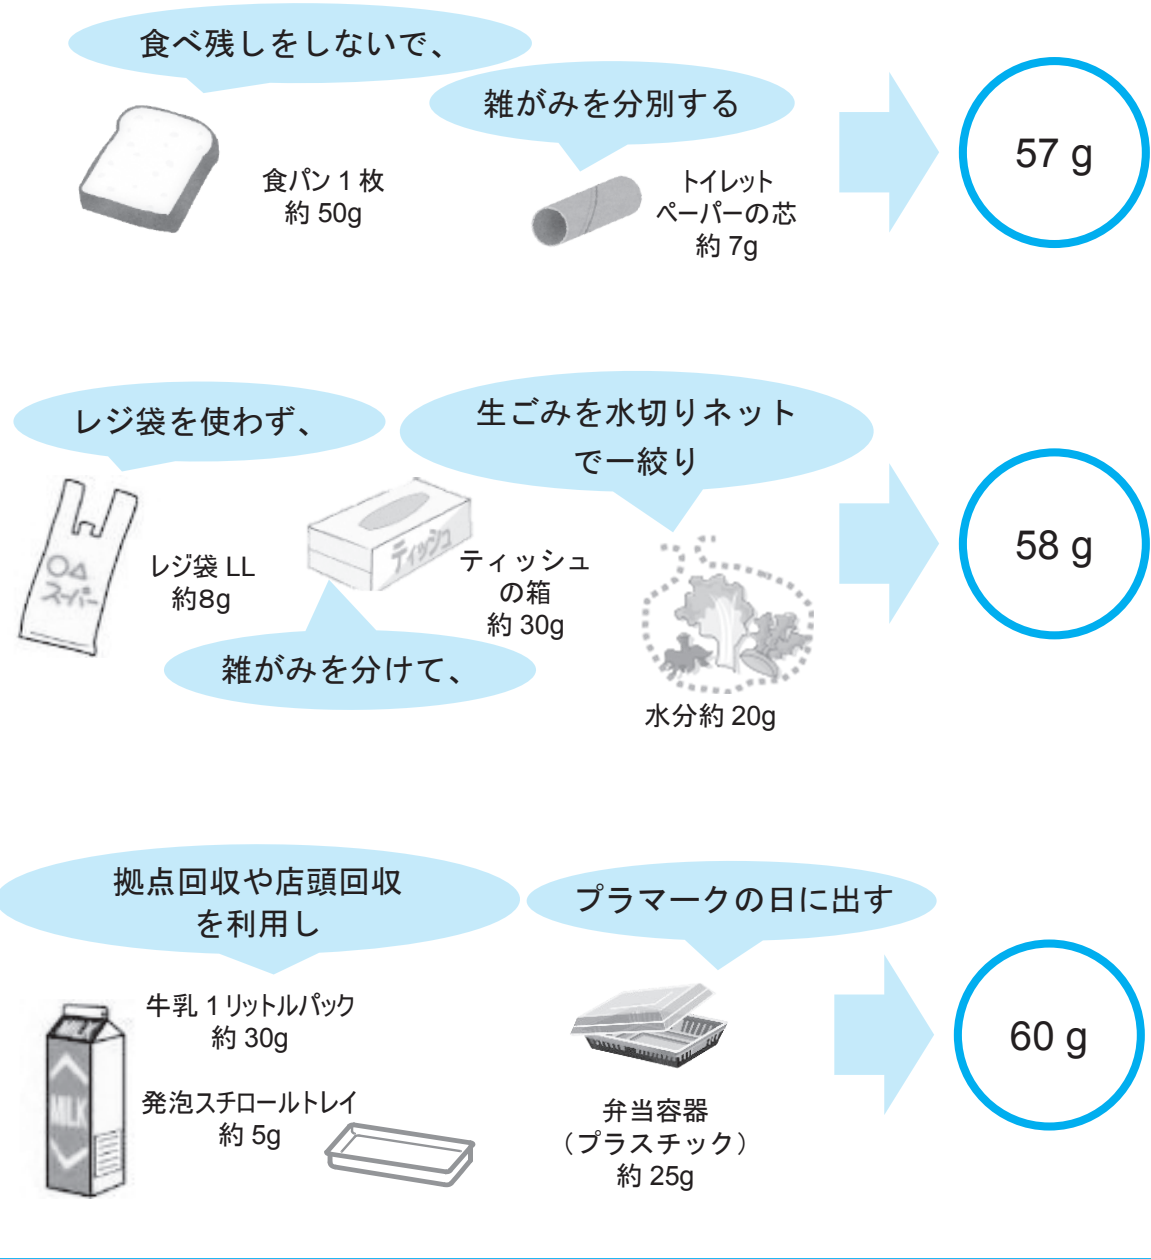 食べ残しをしないで、
雑がみを分別する
食パン 1 枚
約 50g
トイレット
ペーパーの芯
約 7g
57 g
レジ袋を使わず、
生ごみを水切りネット
で一絞り
○△
スーパー
レジ袋 LL
約8g
ティッシュ
ティッシュ
の箱
約 30g
雑がみを分けて、
水分約 20g
58 g
拠点回収や店頭回収
を利用し
プラマークの日に出す
MILK
牛乳 1 リットルパック
約 30g
発泡スチロールトレイ
約 5g
弁当容器
（プラスチック）
約 25g
60 g